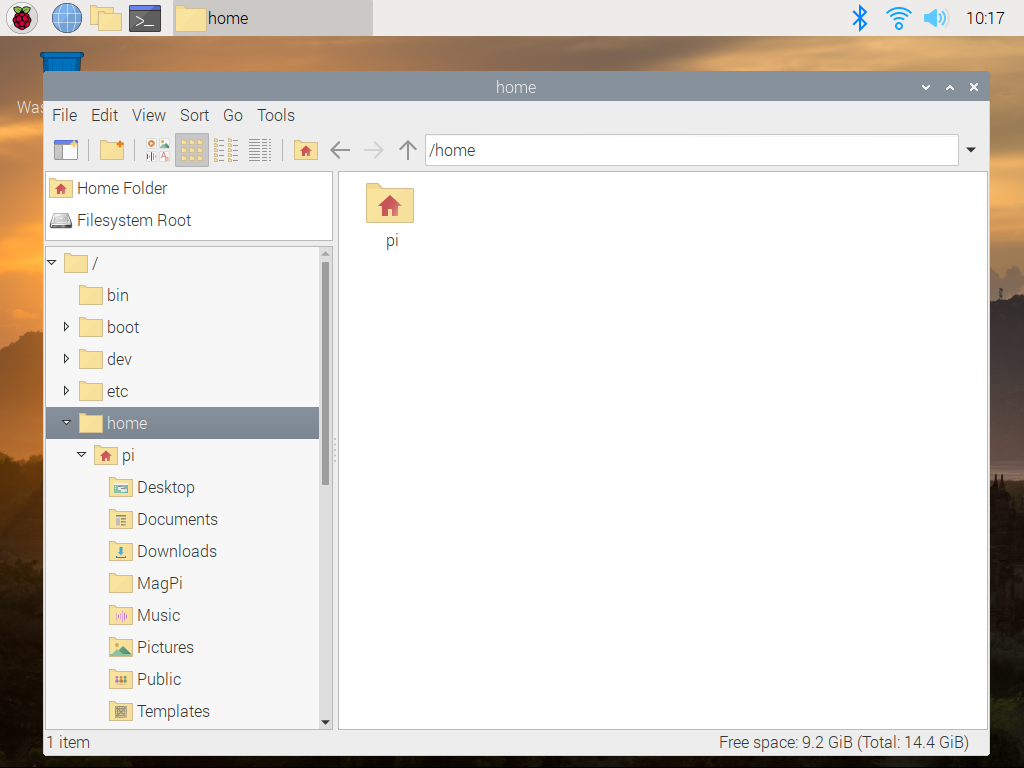 home
10:17
Was
home
File Edit View Sort Go Tools
/home
Home Folder
Filesystem Root
/
bin
boot
dev
etc
home
pi
Desktop
Documents
Downloads
MagPi
Music
Pictures
Public
Templates
pi
1 item
Free space: 9.2 GiB (Total: 14.4 GiB)